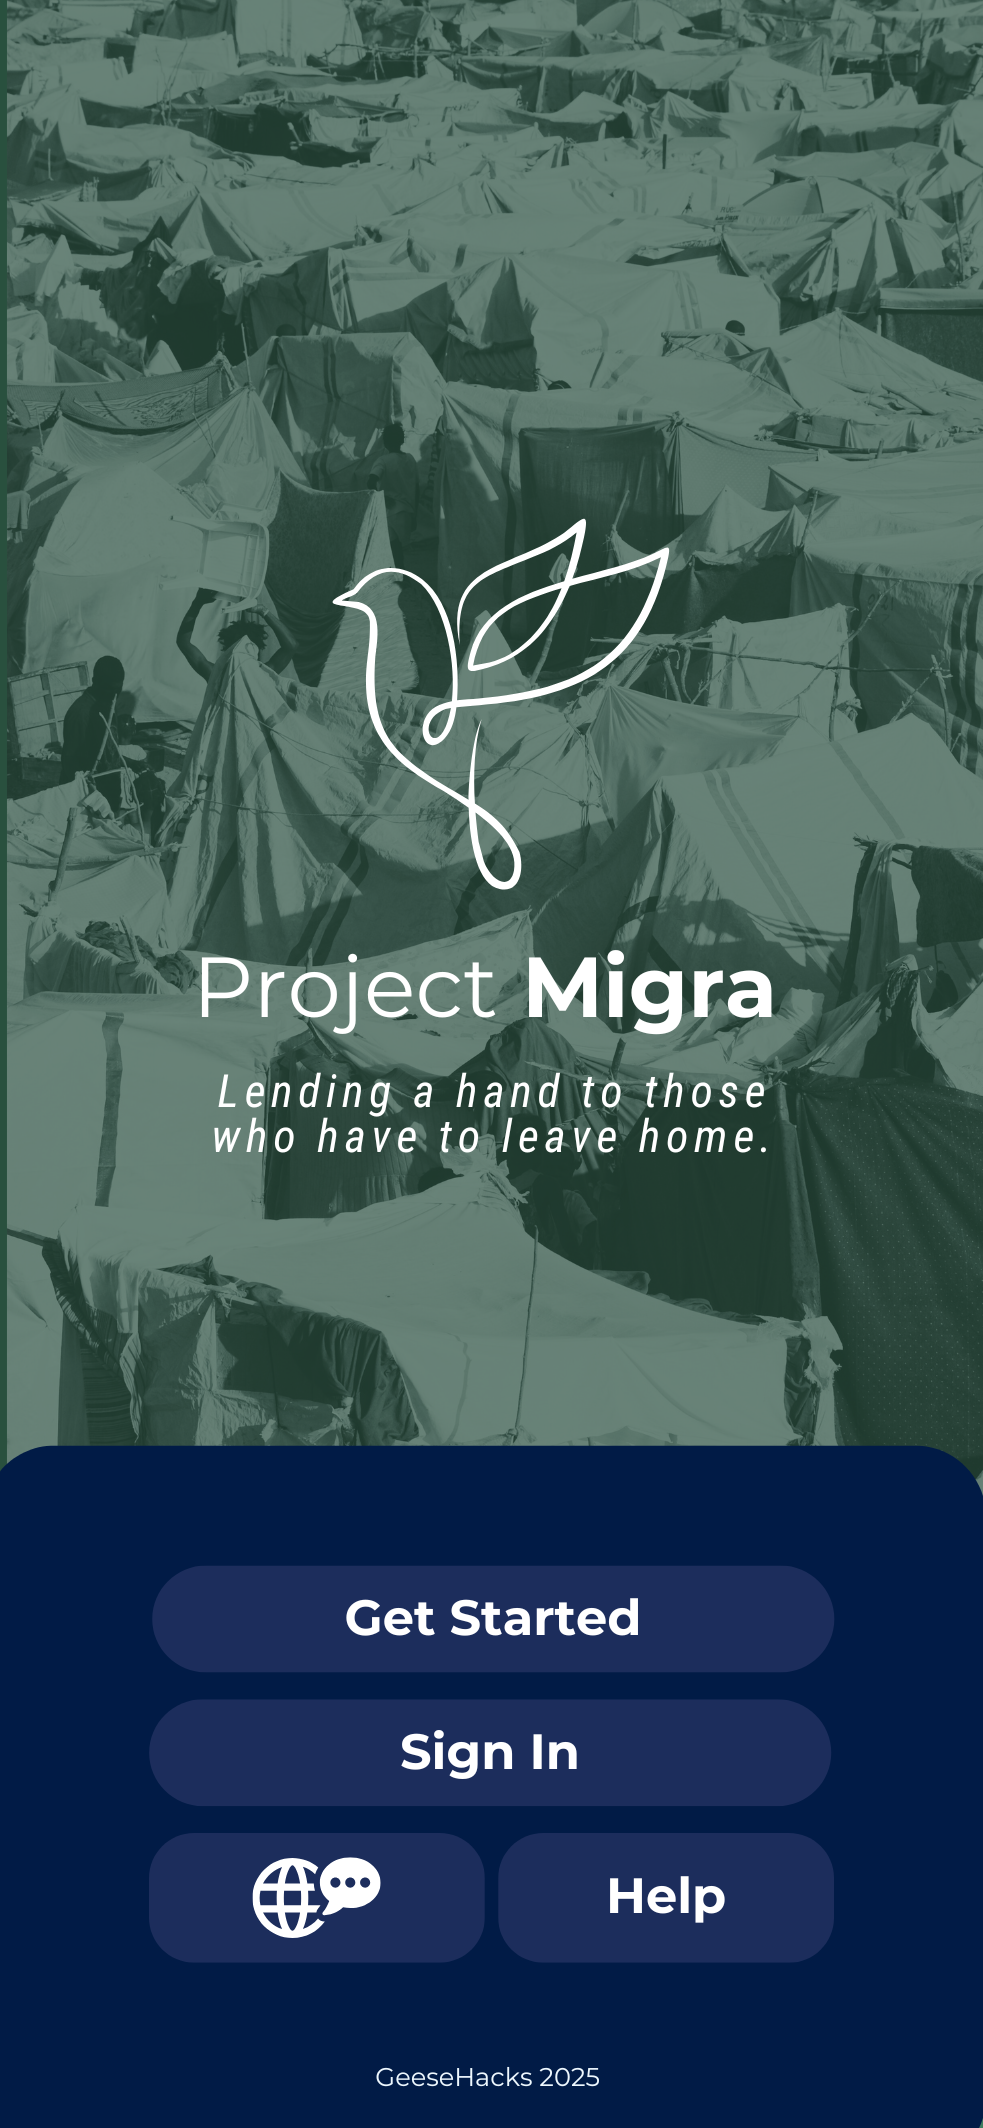 Project Migra
Lending a hand to those
who have to leave home.
Get Started
Sign In
Help
GeeseHacks 2025